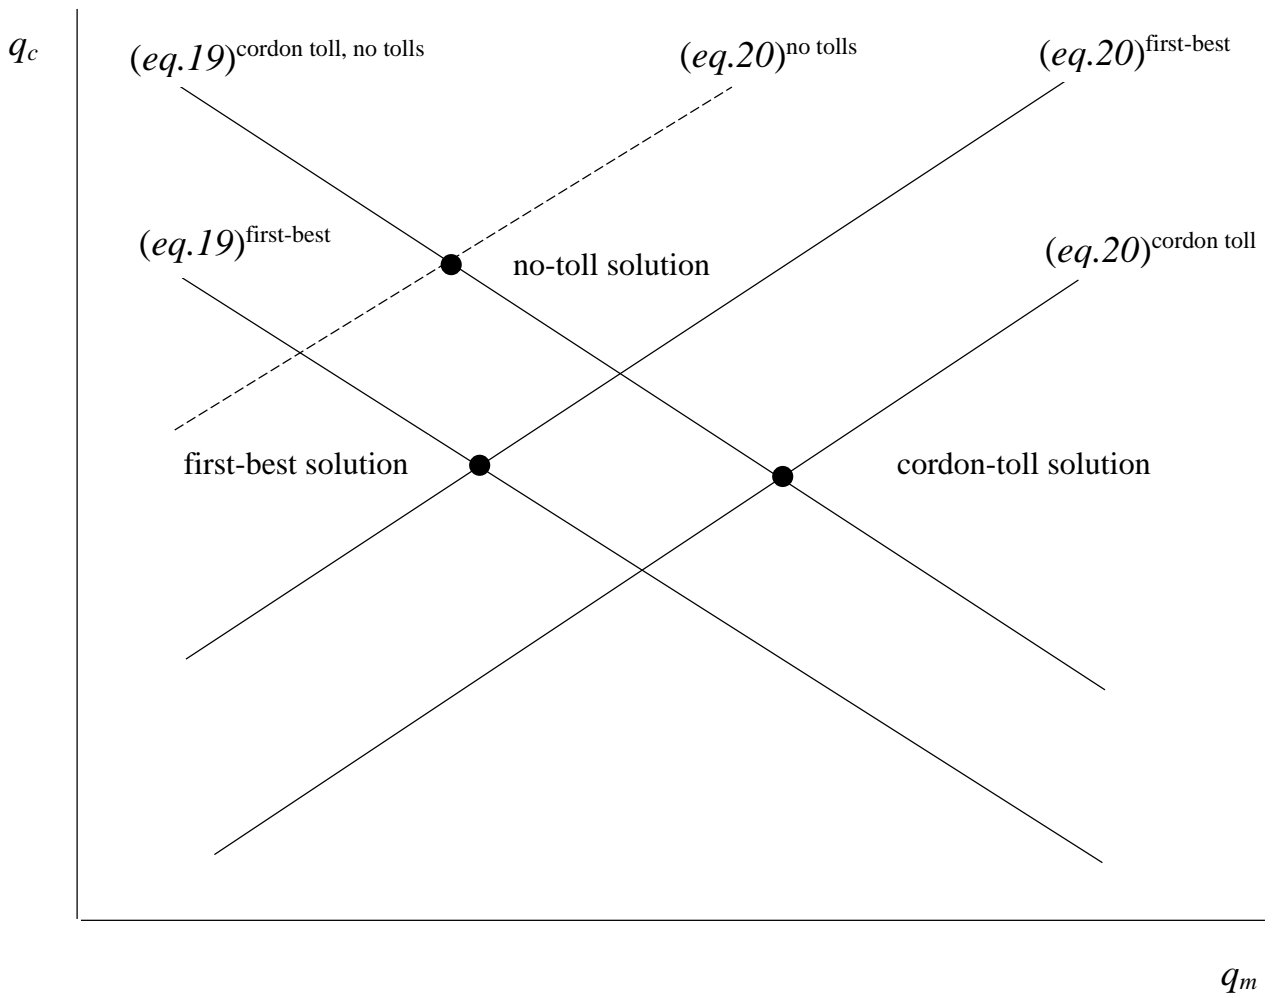 qc
(eq.19)cordon toll, no tolls
(eq.20)no tolls
(eq.20)first-best
(eq.19)first-best
no-toll solution
(eq.20)cordon toll
first-best solution
cordon-toll solution
qm